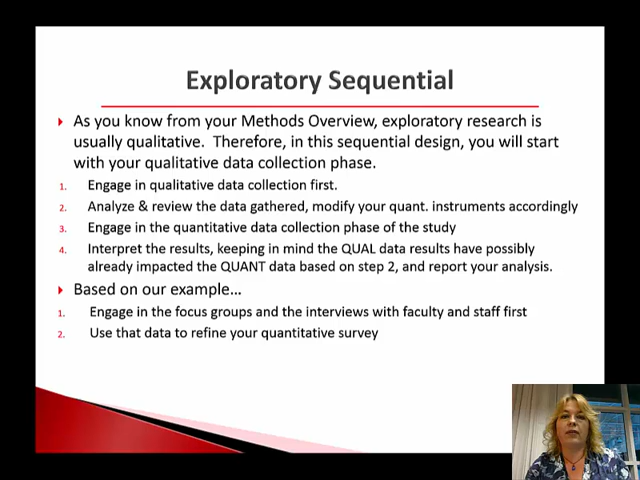 Exploratory Sequential
As you know from your Methods Overview, exploratory research is
usually qualitative. Therefore, in this sequential design, you will start
with your qualitative data collection phase.
1. Engage in qualitative data collection first.
2. Analyze & review the data gathered, modify your quant. instruments accordingly
3. Engage in the quantitative data collection phase of the study
4. Interpret the results, keeping in mind the QUAL data results have possibly
already impacted the QUANT data based on step 2, and report your analysis.
Based on our example…
1. Engage in the focus groups and the interviews with faculty and staff first
2. Use that data to refine your quantitative survey